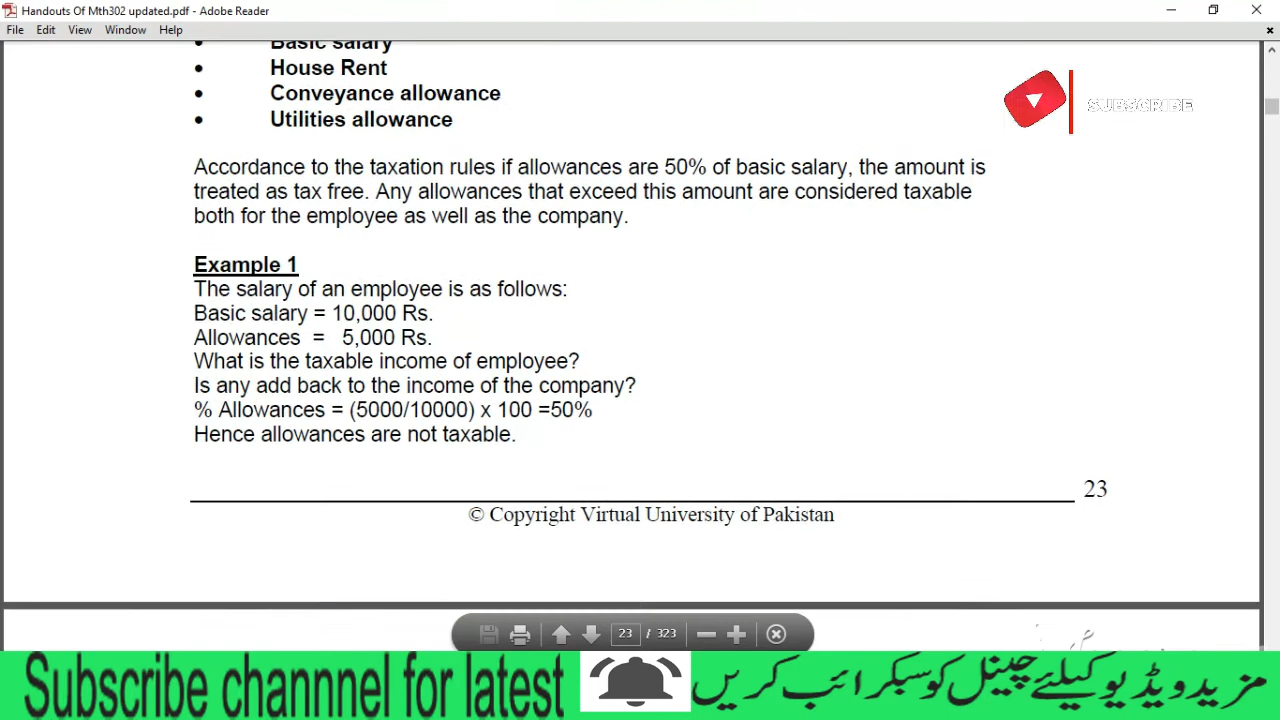 Handouts Of Mth302 updated.pdf - Adobe Reader
File Edit View Window Help
• Basic salary
• House Rent
• Conveyance allowance
• Utilities allowance
SUBSCRIBE
Accordance to the taxation rules if allowances are 50% of basic salary, the amount is
treated as tax free. Any allowances that exceed this amount are considered taxable
both for the employee as well as the company.
Example 1
The salary of an employee is as follows:
Basic salary = 10,000 Rs.
Allowances = 5,000 Rs.
What is the taxable income of employee?
Is any add back to the income of the company?
% Allowances = (5000/10000) x 100 =50%
Hence allowances are not taxable.
23
© Copyright Virtual University of Pakistan
23 / 323
Subscribe channnel for latest
مزید ویڈیو کیلئے چینل کو سبکرائب کریں